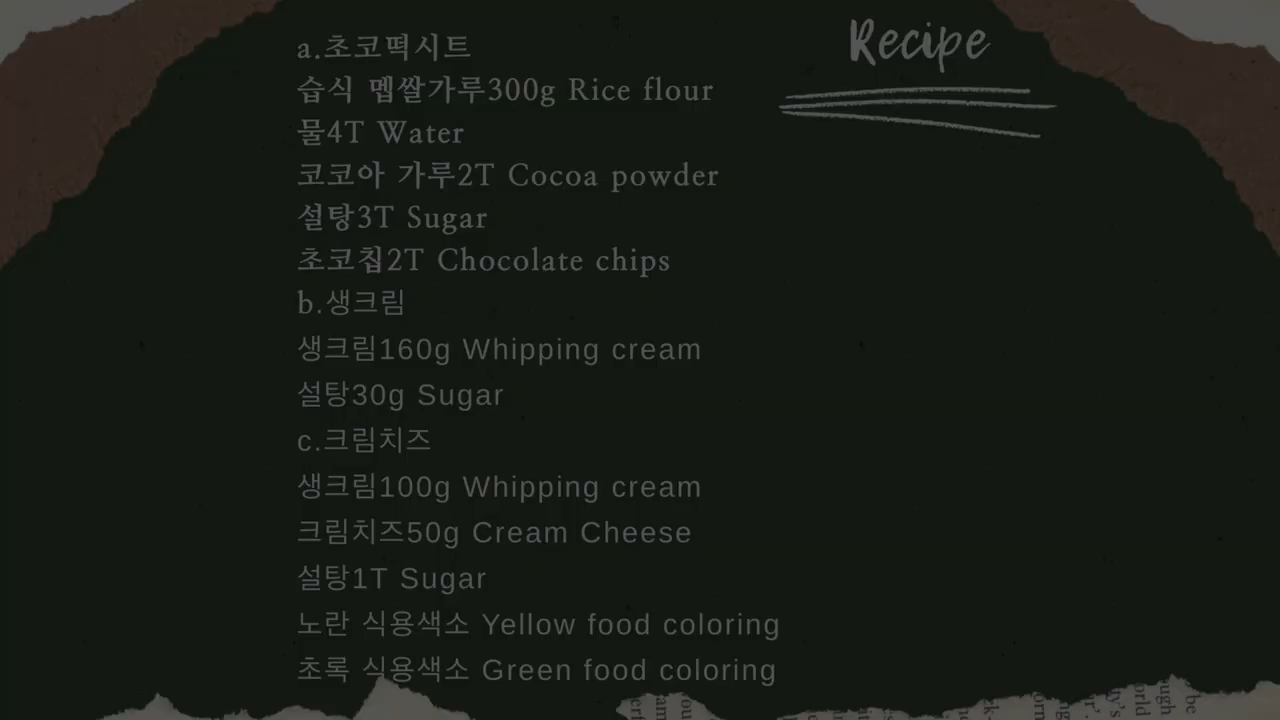 Recipe
a.초코떡시트
습식 멥쌀가루300g Rice flour
물4T Water
코코아 가루2T Cocoa powder
설탕3T Sugar
초코칩2T Chocolate chips
b.생크림
생크림160g Whipping cream
설탕30g Sugar
c.크림치즈
생크림100g Whipping cream
크림치즈50g Cream Cheese
설탕1T Sugar
노란 식용색소 Yellow food coloring
초록 식용색소 Green food coloring